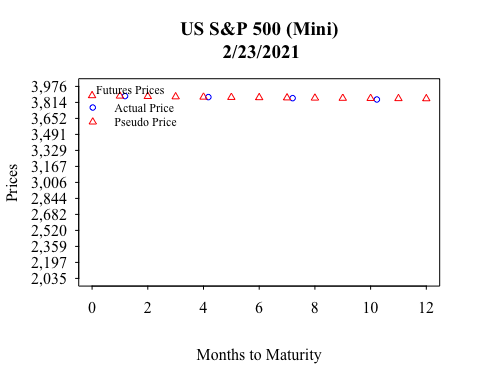 US S&P 500 (Mini)
2/23/2021
Futures Prices
Actual Price
Pseudo Price
Prices
3,976
3,814
3,652
3,491
3,329
3,167
3,006
2,844
2,682
2,520
2,359
2,197
2,035
0 2 4 6 8 10 12
Months to Maturity